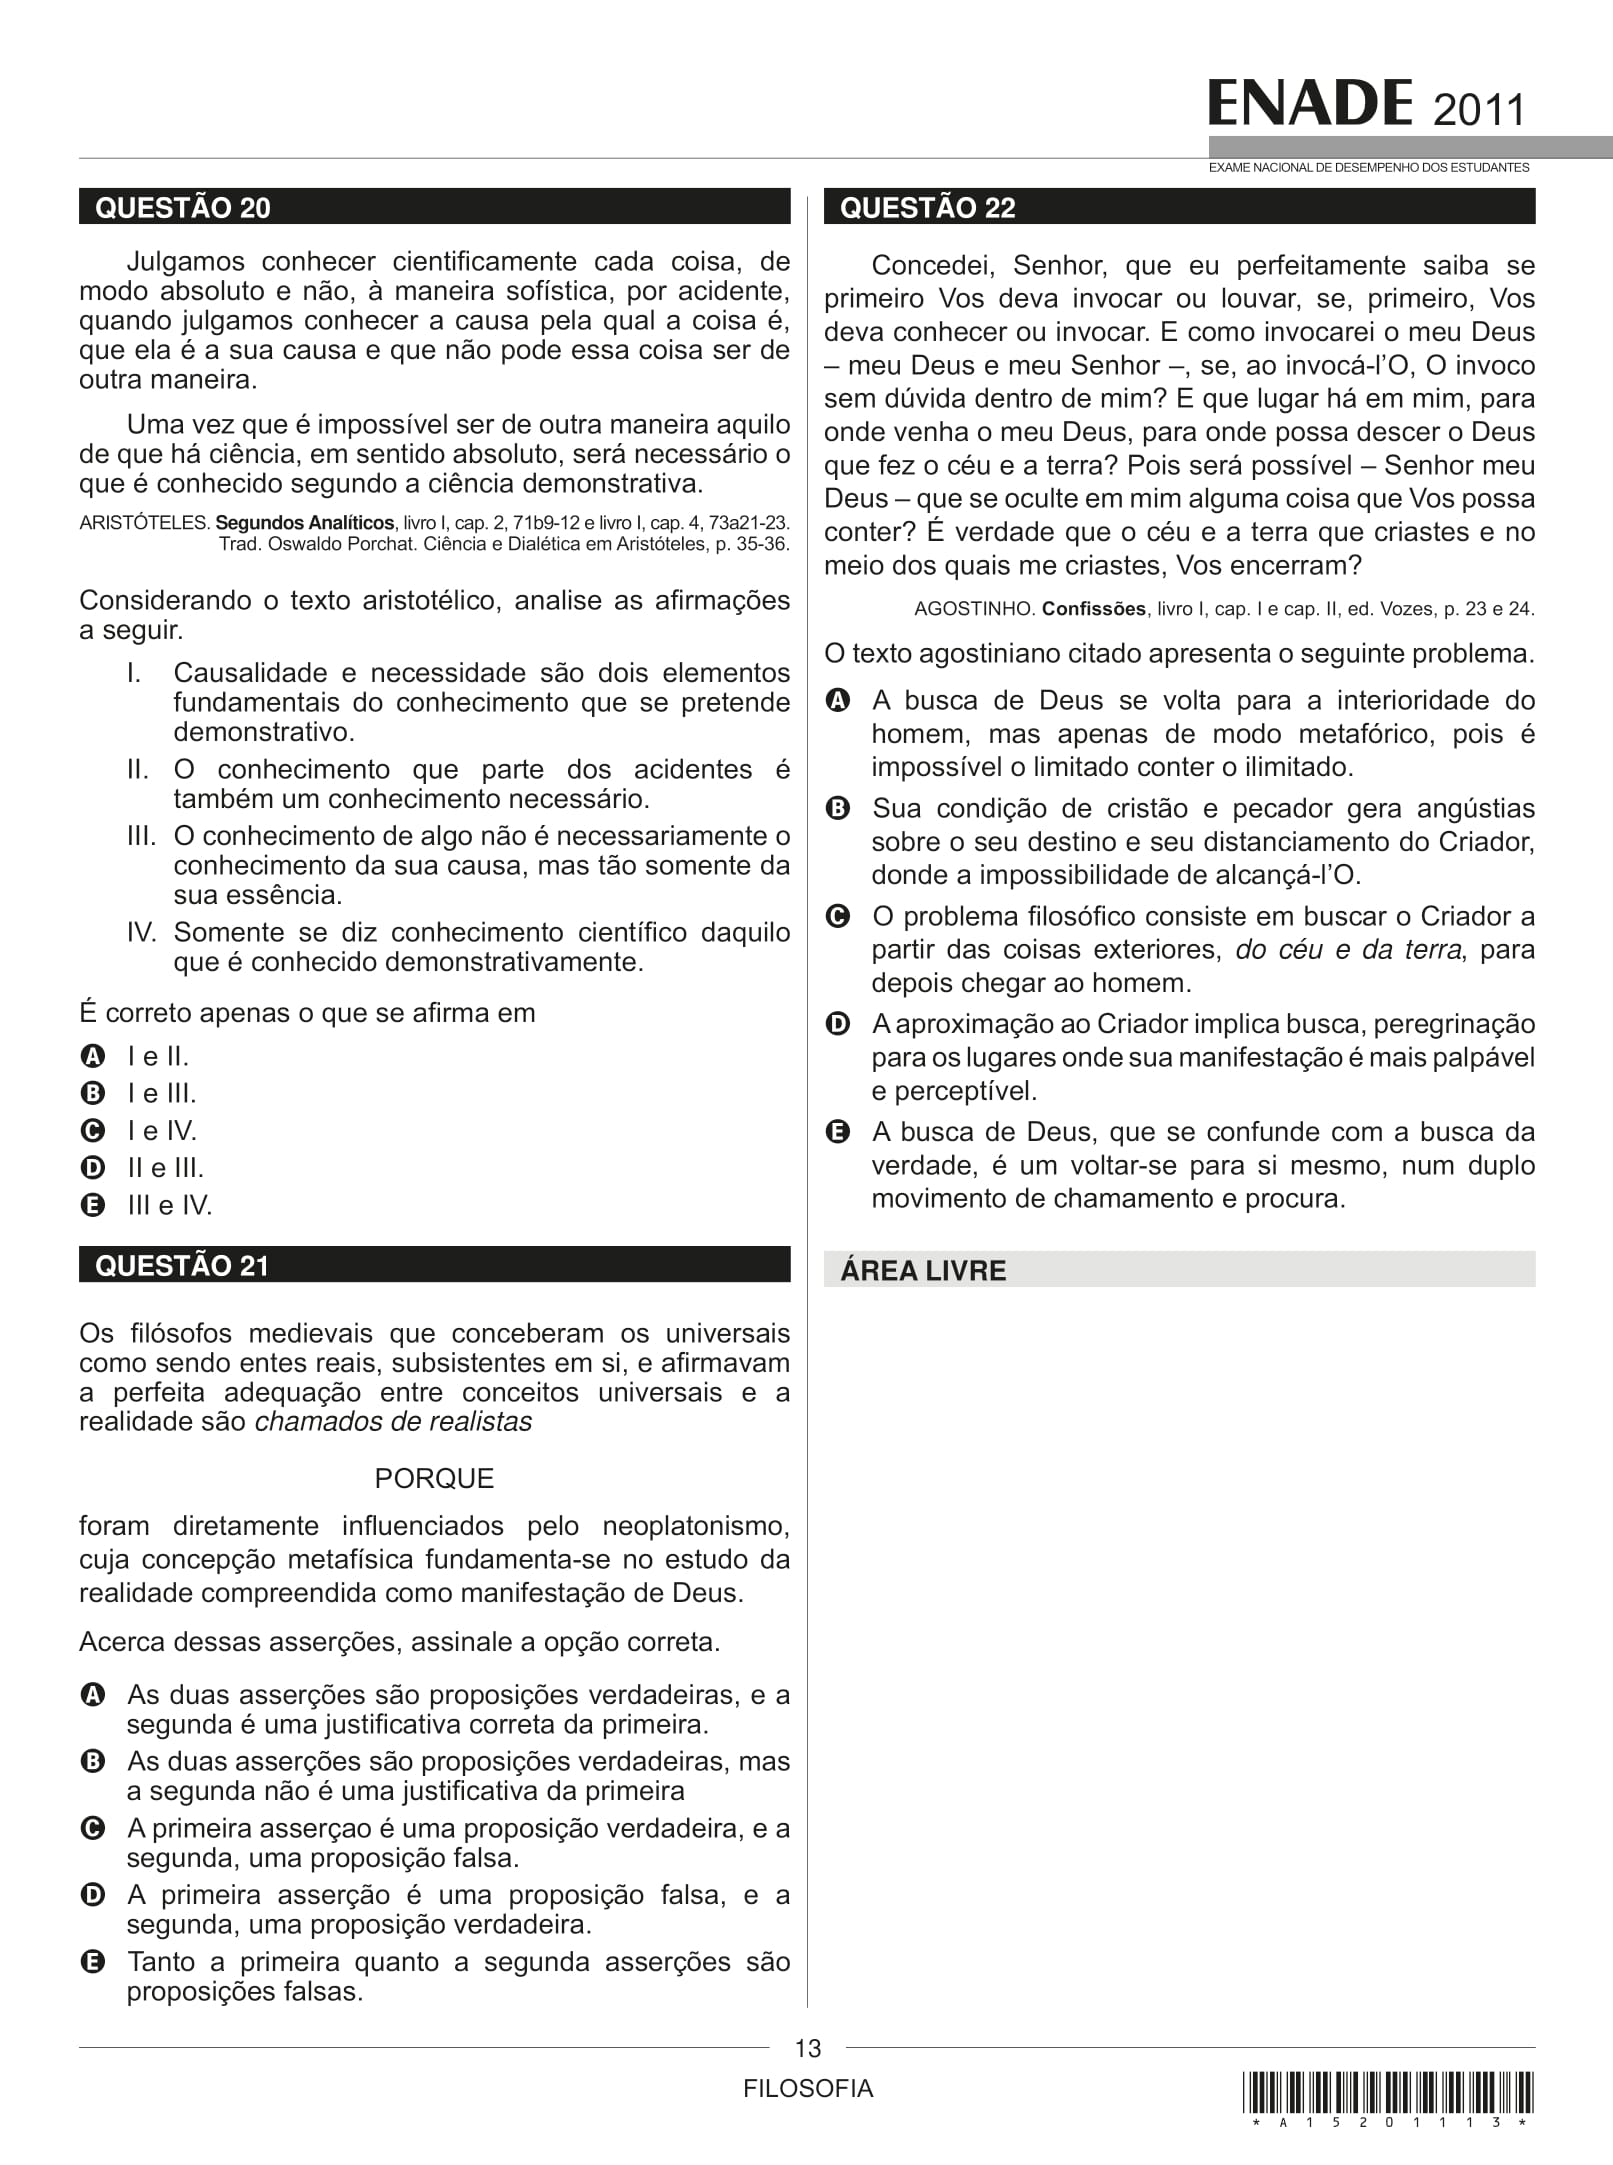 ENADE 2011
EXAME NACIONAL DE DESEMPENHO DOS ESTUDANTES
QUESTÃO 20
Julgamos conhecer cientificamente cada coisa, de
modo absoluto e não, à maneira sofística, por acidente,
quando julgamos conhecer a causa pela qual a coisa é,
que ela é a sua causa e que não pode essa coisa ser de
outra maneira.
Uma vez que é impossível ser de outra maneira aquilo
de que há ciência, em sentido absoluto, será necessário o
que é conhecido segundo a ciência demonstrativa.
ARISTÓTELES. Segundos Analíticos, livro I, cap. 2, 71b9-12 e livro I, cap. 4, 73a21-23.
Trad. Oswaldo Porchat. Ciência e Dialética em Aristóteles, p. 35-36.
Considerando o texto aristotélico, analise as afirmações
a seguir.
I. Causalidade e necessidade são dois elementos
fundamentais do conhecimento que se pretende
demonstrativo.
II. O conhecimento que parte dos acidentes é
também um conhecimento necessário.
III. O conhecimento de algo não é necessariamente o
conhecimento da sua causa, mas tão somente da
sua essência.
IV. Somente se diz conhecimento científico daquilo
que é conhecido demonstrativamente.
É correto apenas o que se afirma em
A I e II.
B I e III.
C I e IV.
D II e III.
E III e IV.
QUESTÃO 21
Os filósofos medievais que conceberam os universais
como sendo entes reais, subsistentes em si, e afirmavam
a perfeita adequação entre conceitos universais e a
realidade são chamados de realistas
PORQUE
foram diretamente influenciados pelo neoplatonismo,
cuja concepção metafísica fundamenta-se no estudo da
realidade compreendida como manifestação de Deus.
Acerca dessas asserções, assinale a opção correta.
A As duas asserções são proposições verdadeiras, e a
segunda é uma justificativa correta da primeira.
B As duas asserções são proposições verdadeiras, mas
a segunda não é uma justificativa da primeira
C A primeira asserçao é uma proposição verdadeira, e a
segunda, uma proposição falsa.
D A primeira asserção é uma proposição falsa, e a
segunda, uma proposição verdadeira.
E Tanto a primeira quanto a segunda asserções são
proposições falsas.
QUESTÃO 22
Concedei, Senhor, que eu perfeitamente saiba se
primeiro Vos deva invocar ou louvar, se, primeiro, Vos
deva conhecer ou invocar. E como invocarei o meu Deus
– meu Deus e meu Senhor –, se, ao invocá-l’O, O invoco
sem dúvida dentro de mim? E que lugar há em mim, para
onde venha o meu Deus, para onde possa descer o Deus
que fez o céu e a terra? Pois será possível – Senhor meu
Deus – que se oculte em mim alguma coisa que Vos possa
conter? É verdade que o céu e a terra que criastes e no
meio dos quais me criastes, Vos encerram?
AGOSTINHO. Confissões, livro I, cap. I e cap. II, ed. Vozes, p. 23 e 24.
O texto agostiniano citado apresenta o seguinte problema.
A A busca de Deus se volta para a interioridade do
homem, mas apenas de modo metafórico, pois é
impossível o limitado conter o ilimitado.
B Sua condição de cristão e pecador gera angústias
sobre o seu destino e seu distanciamento do Criador,
donde a impossibilidade de alcançá-l’O.
C O problema filosófico consiste em buscar o Criador a
partir das coisas exteriores, do céu e da terra, para
depois chegar ao homem.
D A aproximação ao Criador implica busca, peregrinação
para os lugares onde sua manifestação é mais palpável
e perceptível.
E A busca de Deus, que se confunde com a busca da
verdade, é um voltar-se para si mesmo, num duplo
movimento de chamamento e procura.
ÁREA LIVRE
13
FILOSOFIA
* A 1 5 2 0 1 1 1 3 *